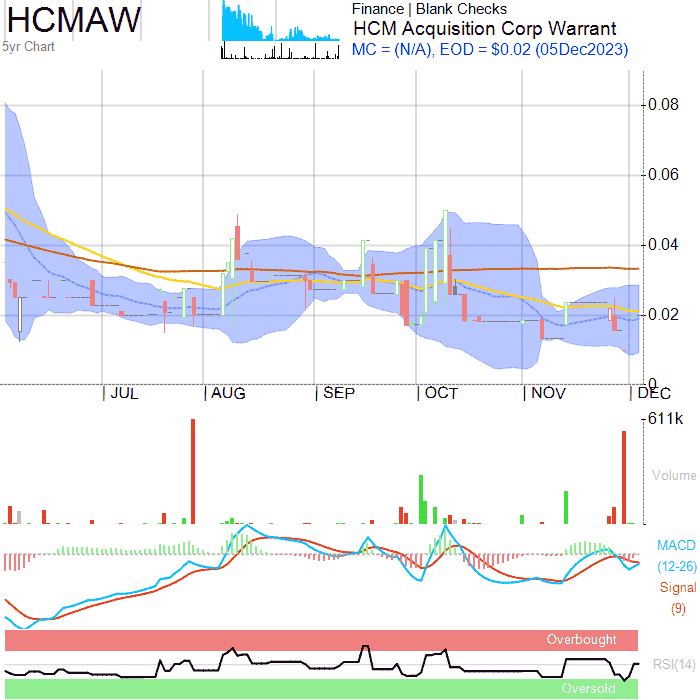 HCMAW
5yr Chart
Finance | Blank Checks
HCM Acquisition Corp Warrant
MC = (N/A), EOD = $0.02 (05Dec2023)
0.08
0.06
0.04
0.02
0
| JUL | AUG | SEP | OCT | NOV | DEC
611k
Volume
MACD
(12-26)
Signal
(9)
Overbought
RSI(14)
Oversold